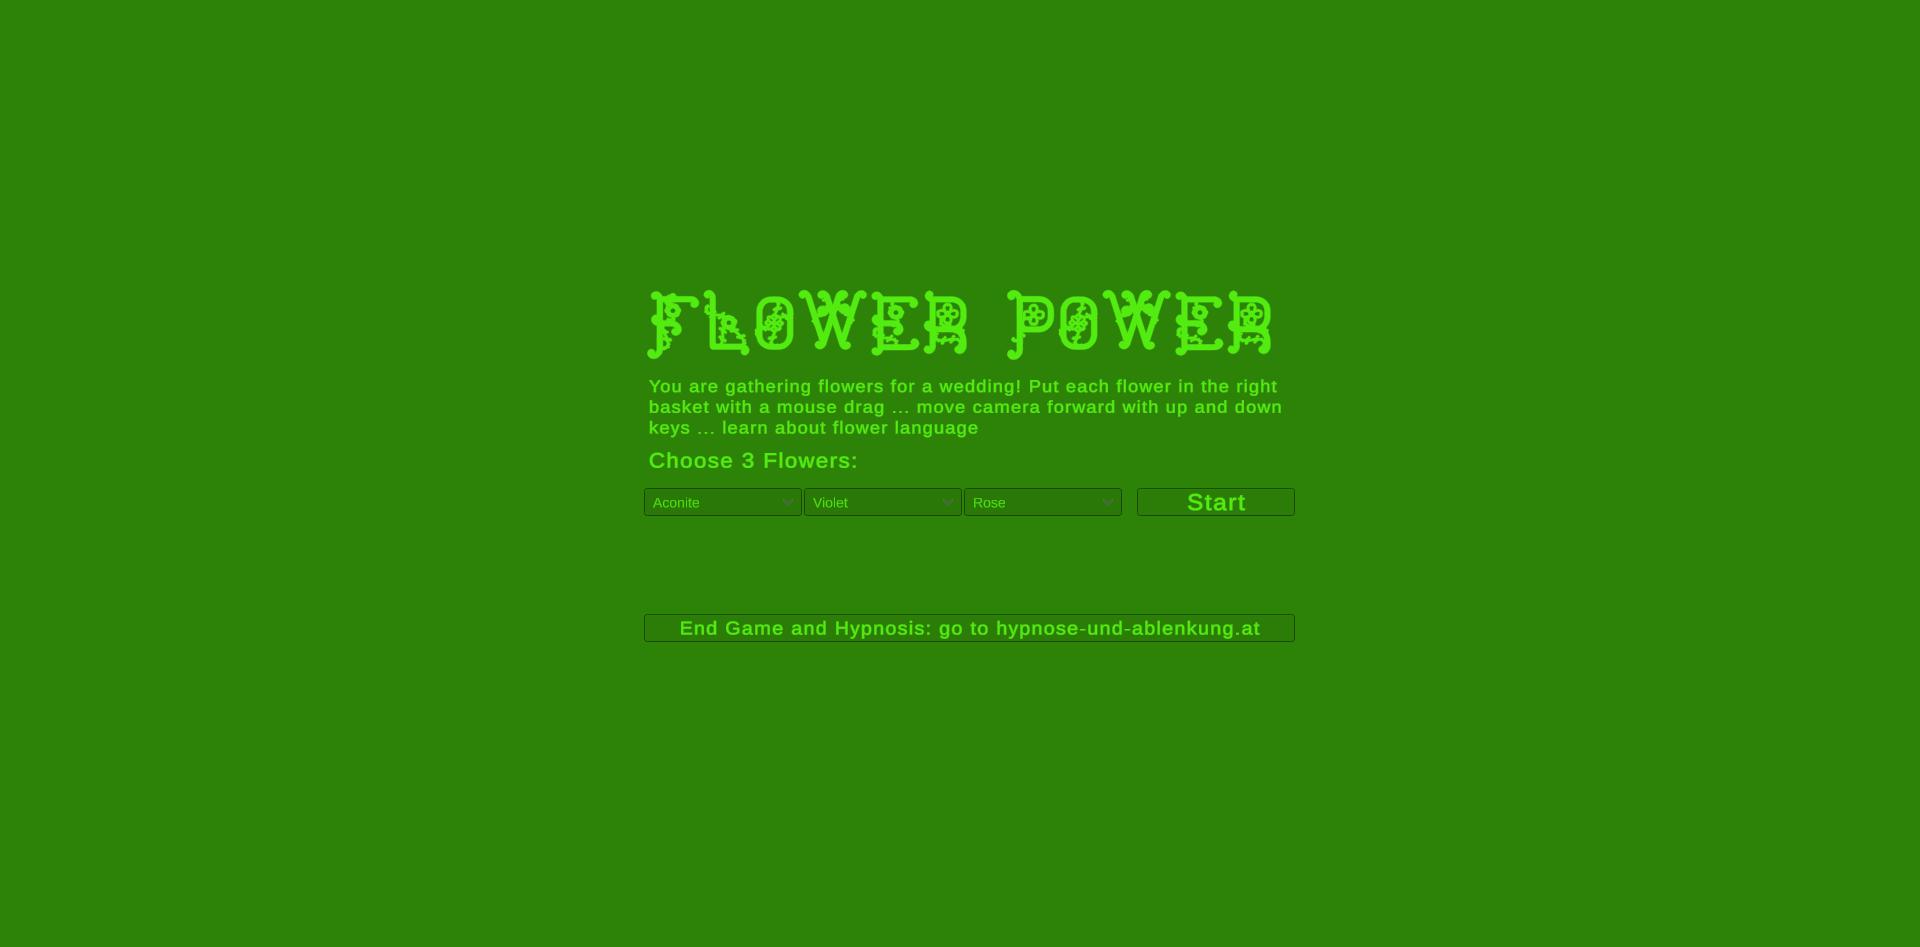 FLOWER POWER
You are gathering flowers for a wedding! Put each flower in the right
basket with a mouse drag ... move camera forward with up and down
keys ... learn about flower language
Choose 3 Flowers:
Aconite Violet Rose Start
End Game and Hypnosis: go to hypnose-und-ablenkung.at